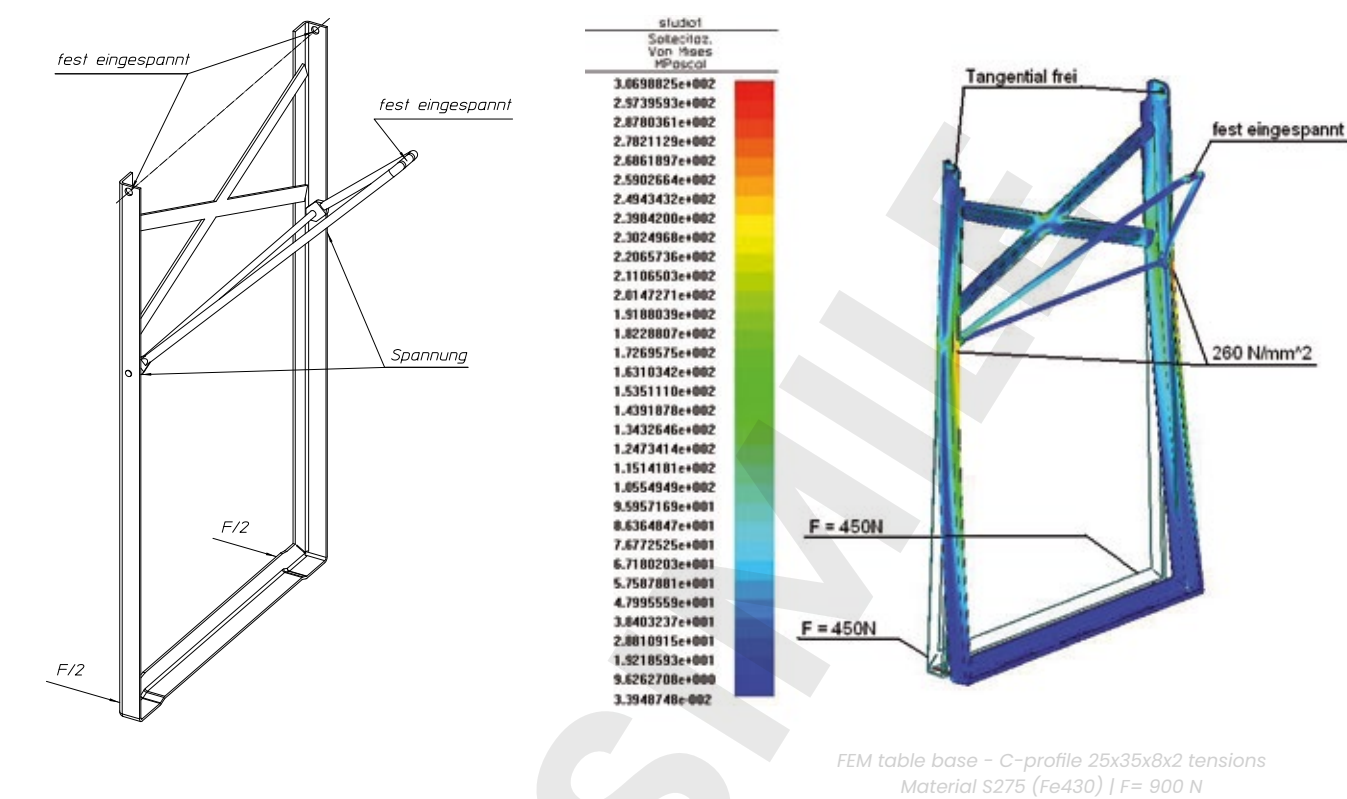 fest eingespannt
fest eingespannt
Spannung
F/2
F/2
studio1
Sollecitaz.
Von Mises
MPascal
3.0698825e+002
2.9739593e+002
2.8780361e+002
2.7821129e+002
2.6861897e+002
2.5902664e+002
2.4943432e+002
2.3984200e+002
2.3024968e+002
2.2065736e+002
2.1106503e+002
2.0147271e+002
1.9188039e+002
1.8228807e+002
1.7269575e+002
1.6310342e+002
1.5351110e+002
1.4391878e+002
1.3432646e+002
1.2473414e+002
1.1514181e+002
1.0554949e+002
9.5957169e+001
8.6364847e+001
7.6772525e+001
6.7180203e+001
5.7587881e+001
4.7995559e+001
3.8403237e+001
2.8810915e+001
1.9218593e+001
9.6262708e+000
3.3948748e-002
Tangential frei
fest eingespannt
260 N/mm^2
F = 450N
F = 450N
SIMILE
FEM table base - C-profile 25x35x8x2 tensions
Material S275 (Fe430) | F= 900 N